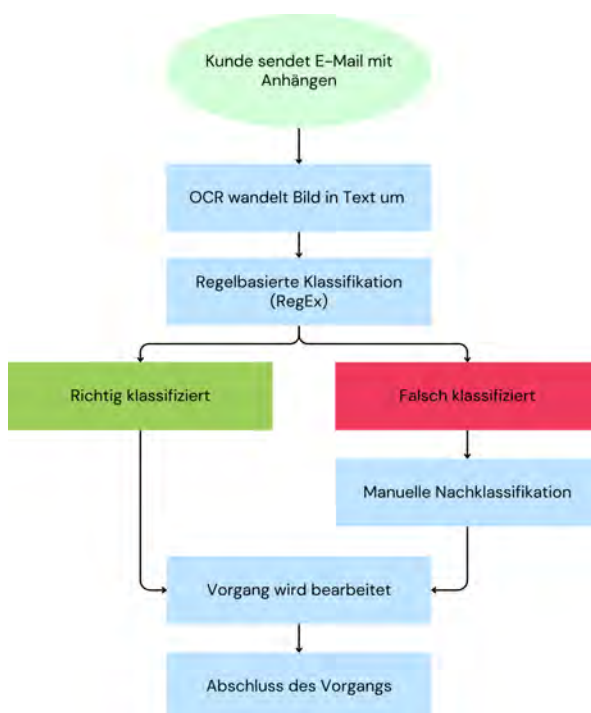 Kunde sendet E-Mail mit
Anhängen
OCR wandelt Bild in Text um
Regelbasierte Klassifikation
(RegEx)
Richtig klassifiziert
Falsch klassifiziert
Manuelle Nachklassifikation
Vorgang wird bearbeitet
Abschluss des Vorgangs